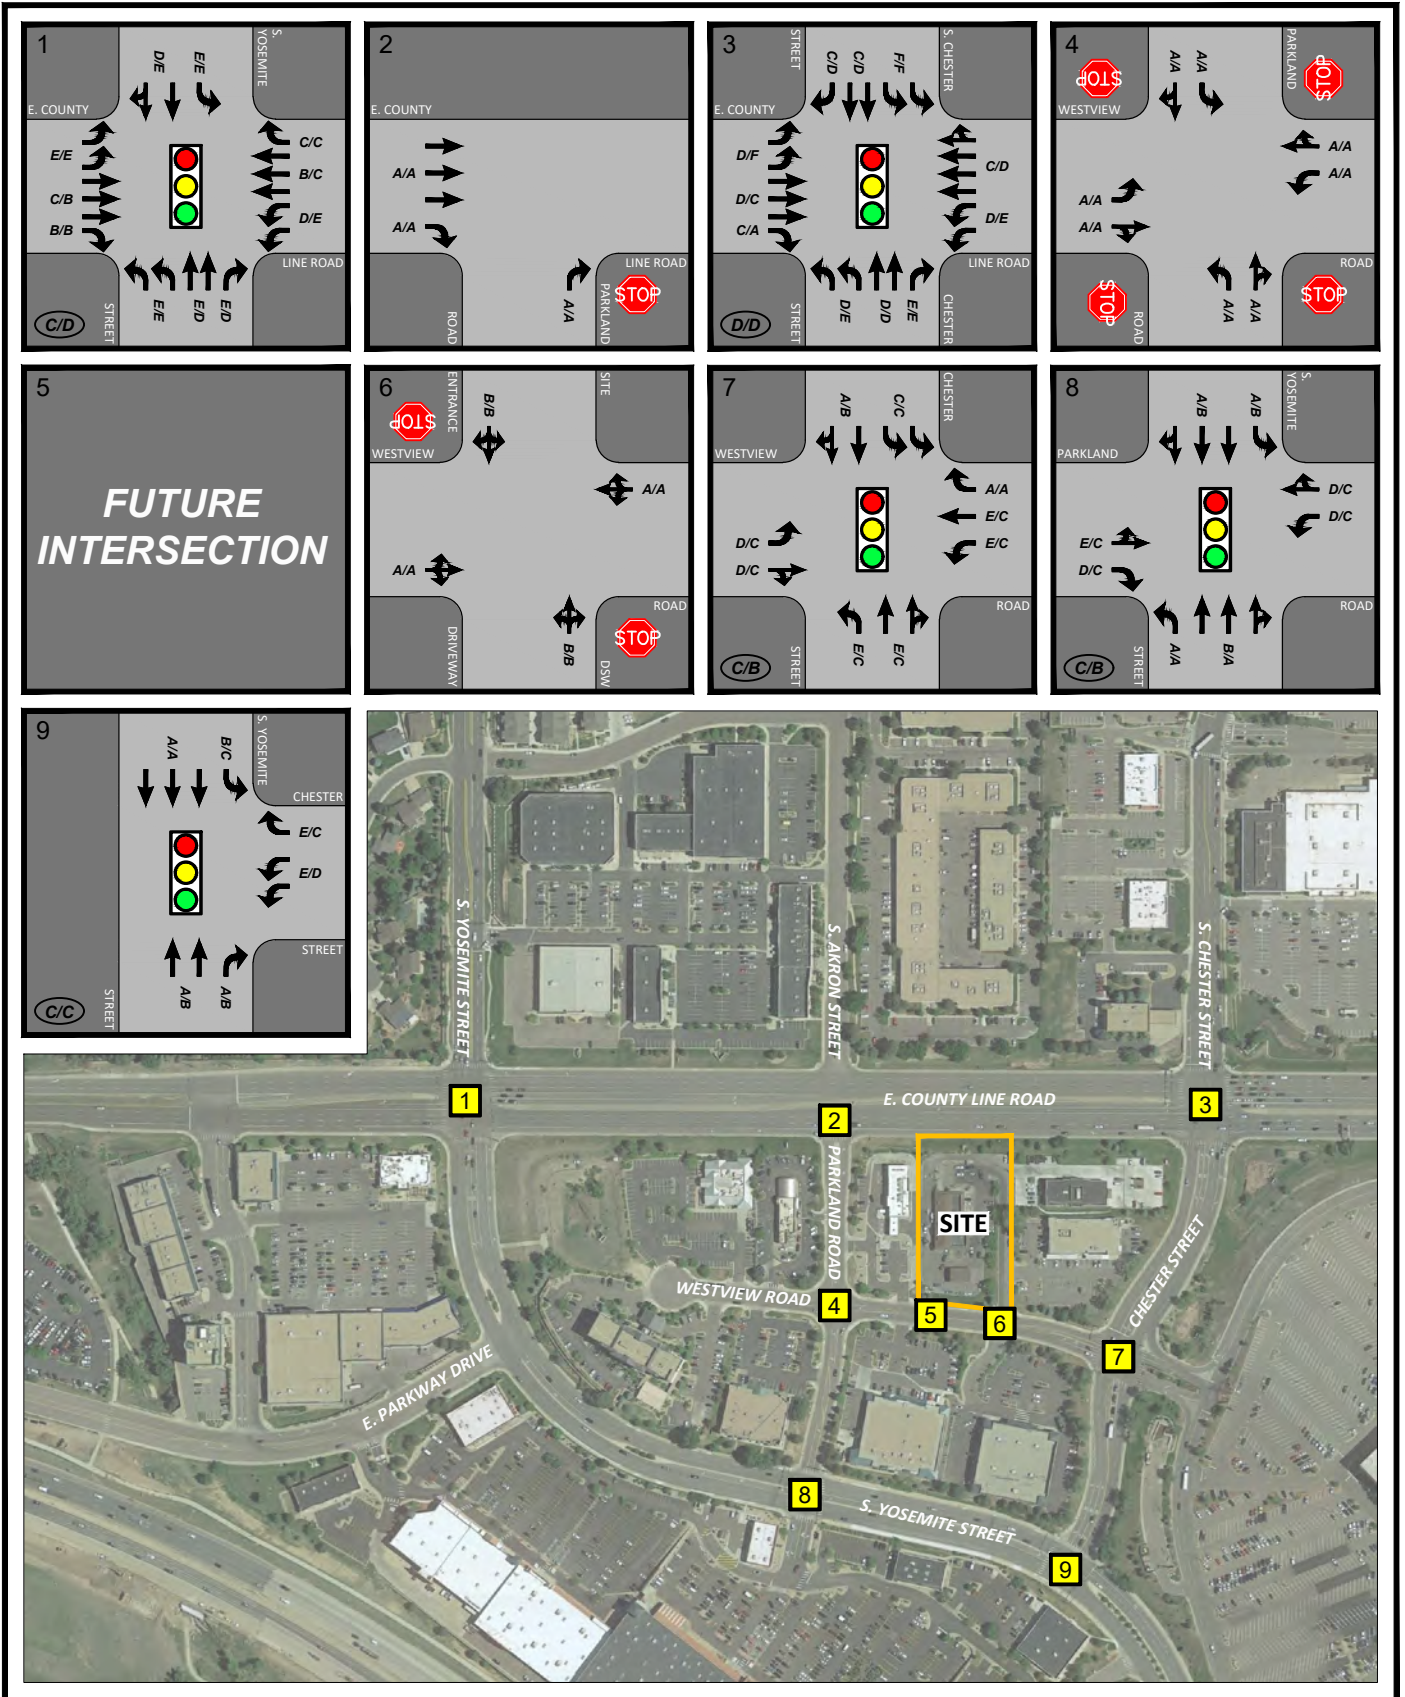 1
S. YOSEMITE
D/E
E/E
E. COUNTY
E/E
C/B
B/B
C/C
B/C
D/E
LINE ROAD
STREET
E/E
E/D
E/D
C/D
2
E. COUNTY
A/A
A/A
A/A
LINE ROAD
ROAD
PARKLAND
STOP
3
STREET
S. CHESTER
C/D
C/D
F/F
E. COUNTY
D/F
D/C
C/A
C/D
D/E
LINE ROAD
STREET
D/E
D/D
E/E
CHESTER
D/D
4
STOP
PARKLAND
STOP
WESTVIEW
A/A
A/A
A/A
A/A
A/A
A/A
ROAD
STOP
ROAD
A/A
A/A
STOP
5
FUTURE
INTERSECTION
6
ENTRANCE
SITE
STOP
B/B
WESTVIEW
A/A
A/A
ROAD
DRIVEWAY
B/B
DSW
STOP
7
CHESTER
A/B
C/C
WESTVIEW
D/C
D/C
A/A
E/C
E/C
ROAD
STREET
E/C
E/C
C/B
8
S. YOSEMITE
A/B
A/B
PARKLAND
E/C
D/C
D/C
D/C
ROAD
STREET
A/A
B/A
C/B
9
S. YOSEMITE
A/A
B/C
CHESTER
E/C
E/D
STREET
STREET
A/B
A/B
C/C
S. YOSEMITE STREET
S. AKRON STREET
S. CHESTER STREET
1
E. COUNTY LINE ROAD
3
2
PARKLAND ROAD
SITE
CHESTER STREET
WESTVIEW ROAD
4
5
6
7
E. PARKWAY DRIVE
8
S. YOSEMITE STREET
9